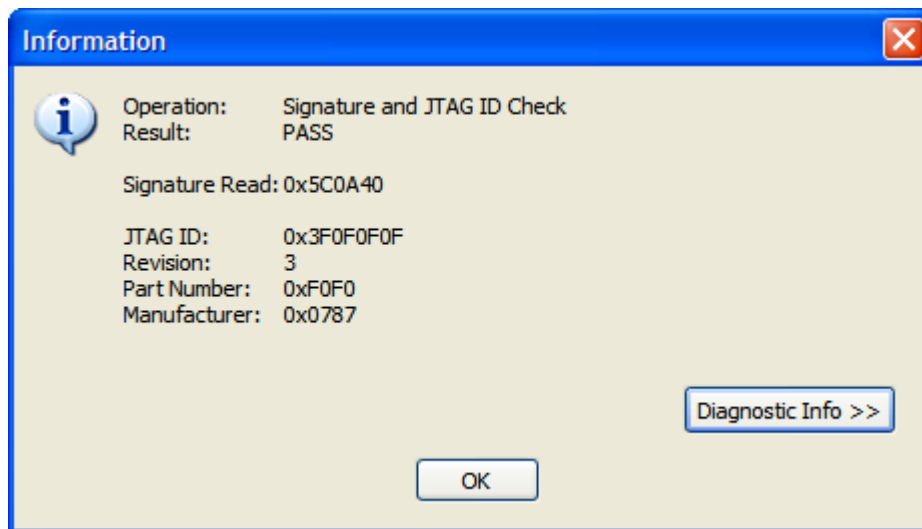 Information
Operation: Signature and JTAG ID Check
Result: PASS
Signature Read: 0x5C0A40
JTAG ID: 0x3F0F0F0F
Revision: 3
Part Number: 0xF0F0
Manufacturer: 0x0787
Diagnostic Info >>
OK